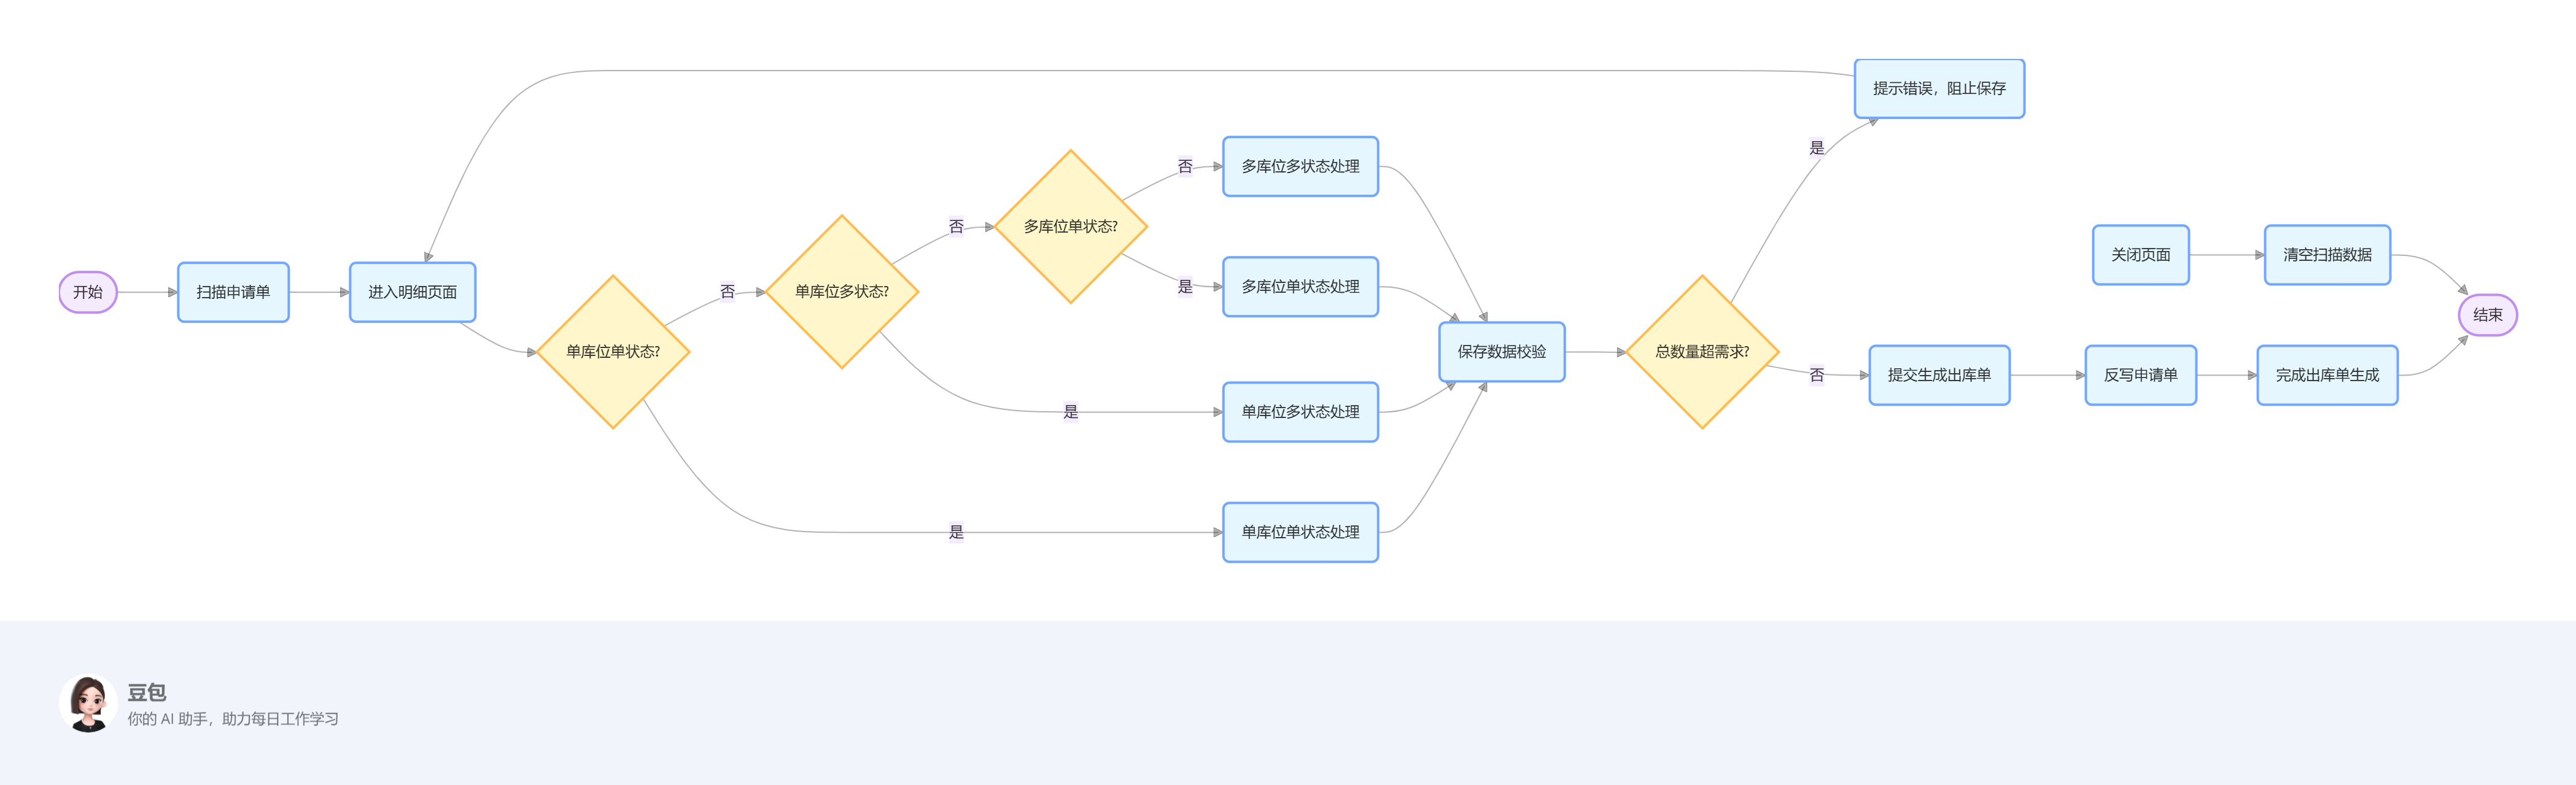 开始
扫描申请单
进入明细页面
单库位单状态?
否
是
单库位多状态?
否
是
多库位单状态?
否
是
多库位多状态处理
多库位单状态处理
单库位多状态处理
单库位单状态处理
保存数据校验
总数量超需求?
是
否
提示错误，阻止保存
提交生成出库单
反写申请单
完成出库单生成
关闭页面
清空扫描数据
结束
豆包
你的 AI 助手，助力每日工作学习